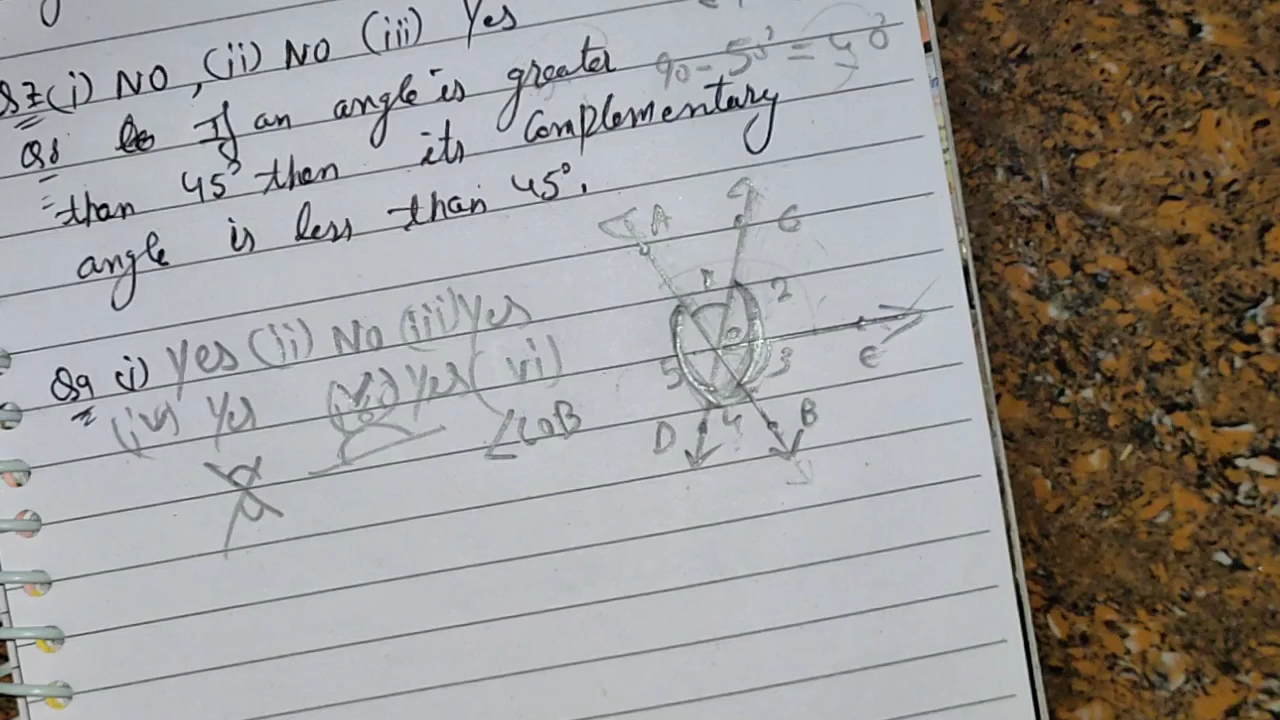 Q7 (i) NO, (ii) NO (iii) Yes
90 - 50° = 40
Q8 If an angle is greater
than 45° then its complementary
angle is less than 45°.
Q9 (i) Yes (ii) No (iii) Yes
(iv) Yes (v) Yes (vi)
∠COB
A C
1 2
5 3 E
D 4 B